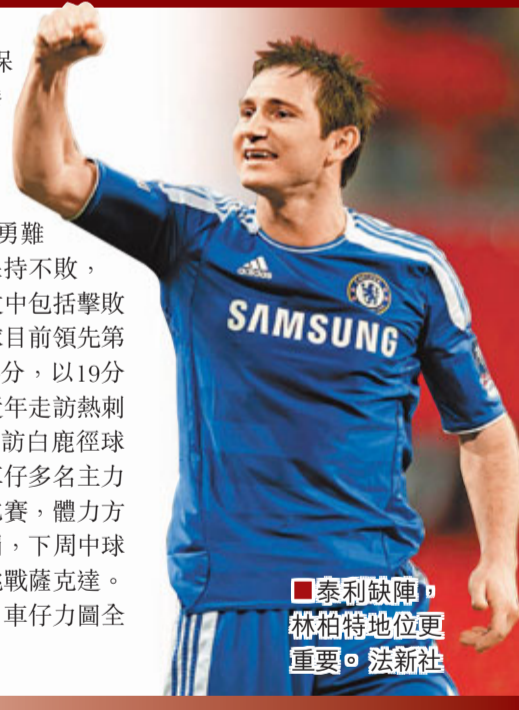 保
勇難
持不敗，
中包括擊敗
目前領先第
分，以19分
年走訪熱刺
訪白鹿徑球
仔多名主力
賽，體力方
，下周中球
戰薩克達。
車仔力圖全
adidas
SAMSUNG
■泰利缺陣，
林柏特地位更
重要。 法新社